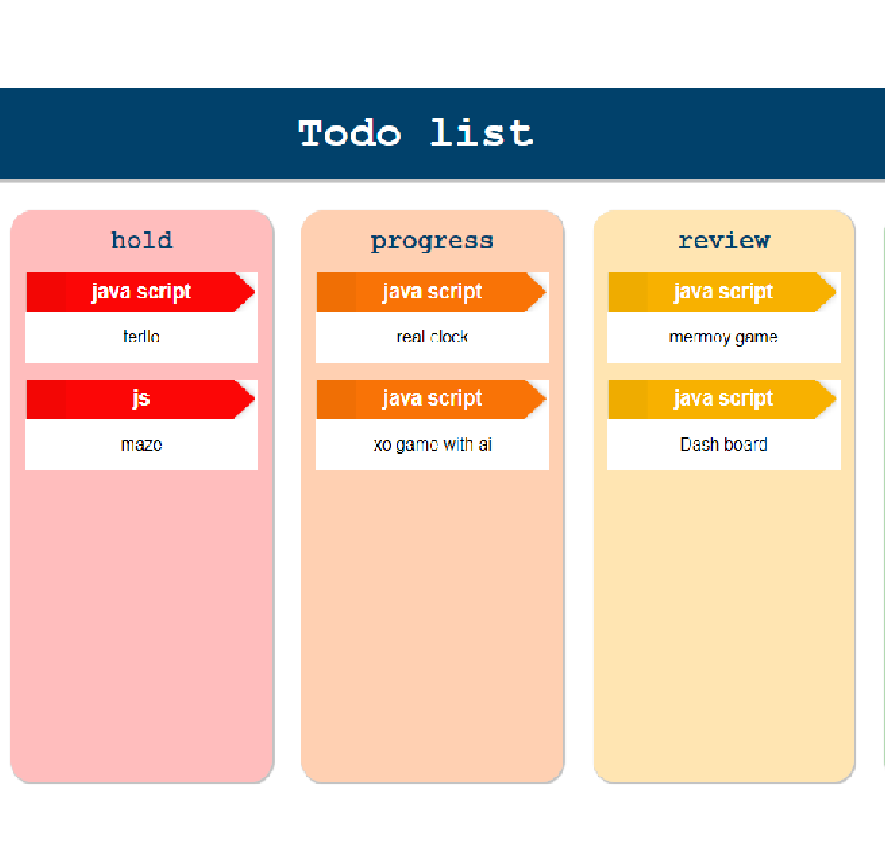 Todo list
hold
java script
terllo
js
maze
progress
java script
real clock
java script
xo game with ai
review
java script
mermoy game
java script
Dash board